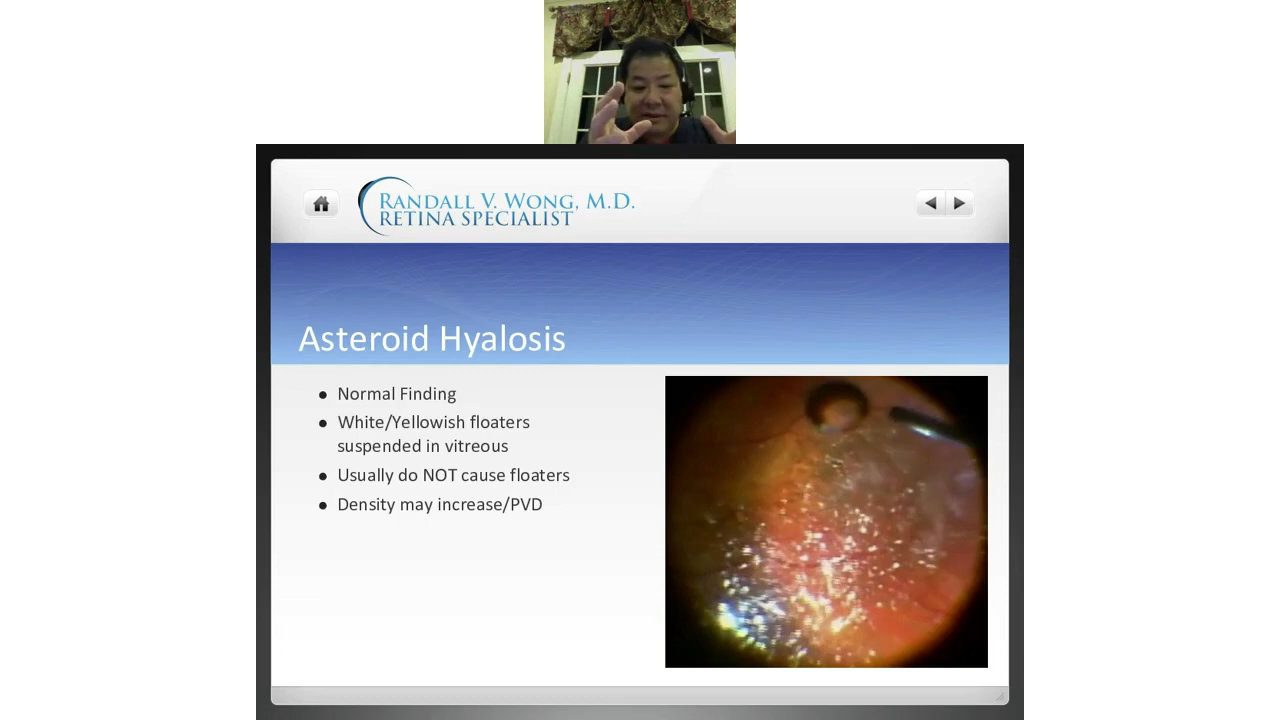 RANDALL V. WONG, M.D.
RETINA SPECIALIST
Asteroid Hyalosis
● Normal Finding
● White/Yellowish floaters
suspended in vitreous
● Usually do NOT cause floaters
● Density may increase/PVD